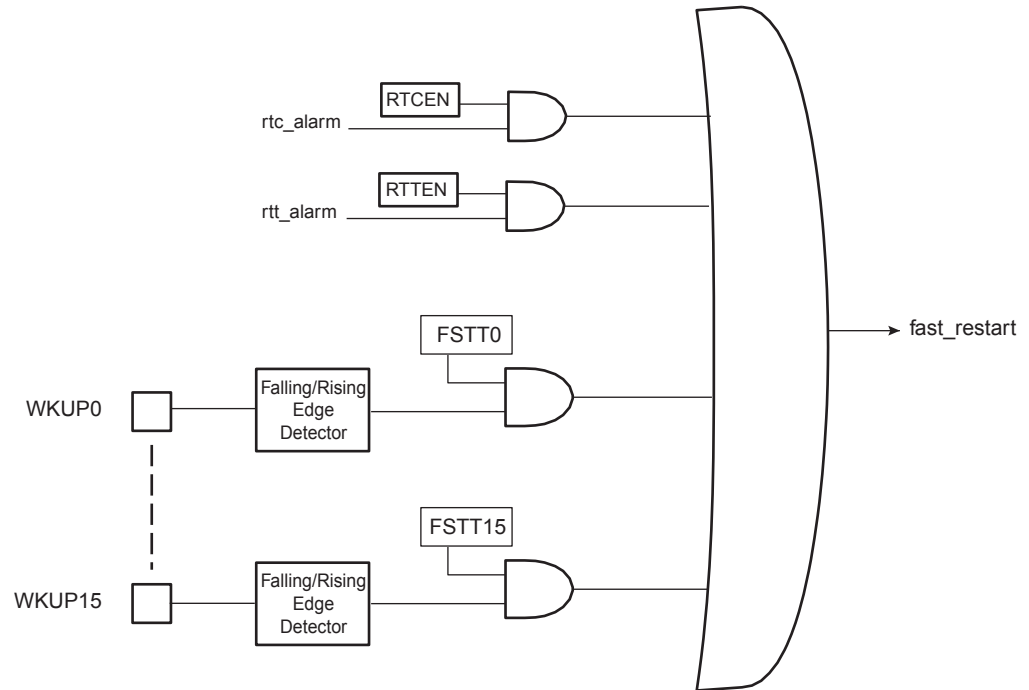 RTCEN
rtc_alarm
RTTEN
rtt_alarm
FSTT0
fast_restart
WKUP0
Falling/Rising
Edge
Detector
FSTT15
WKUP15
Falling/Rising
Edge
Detector